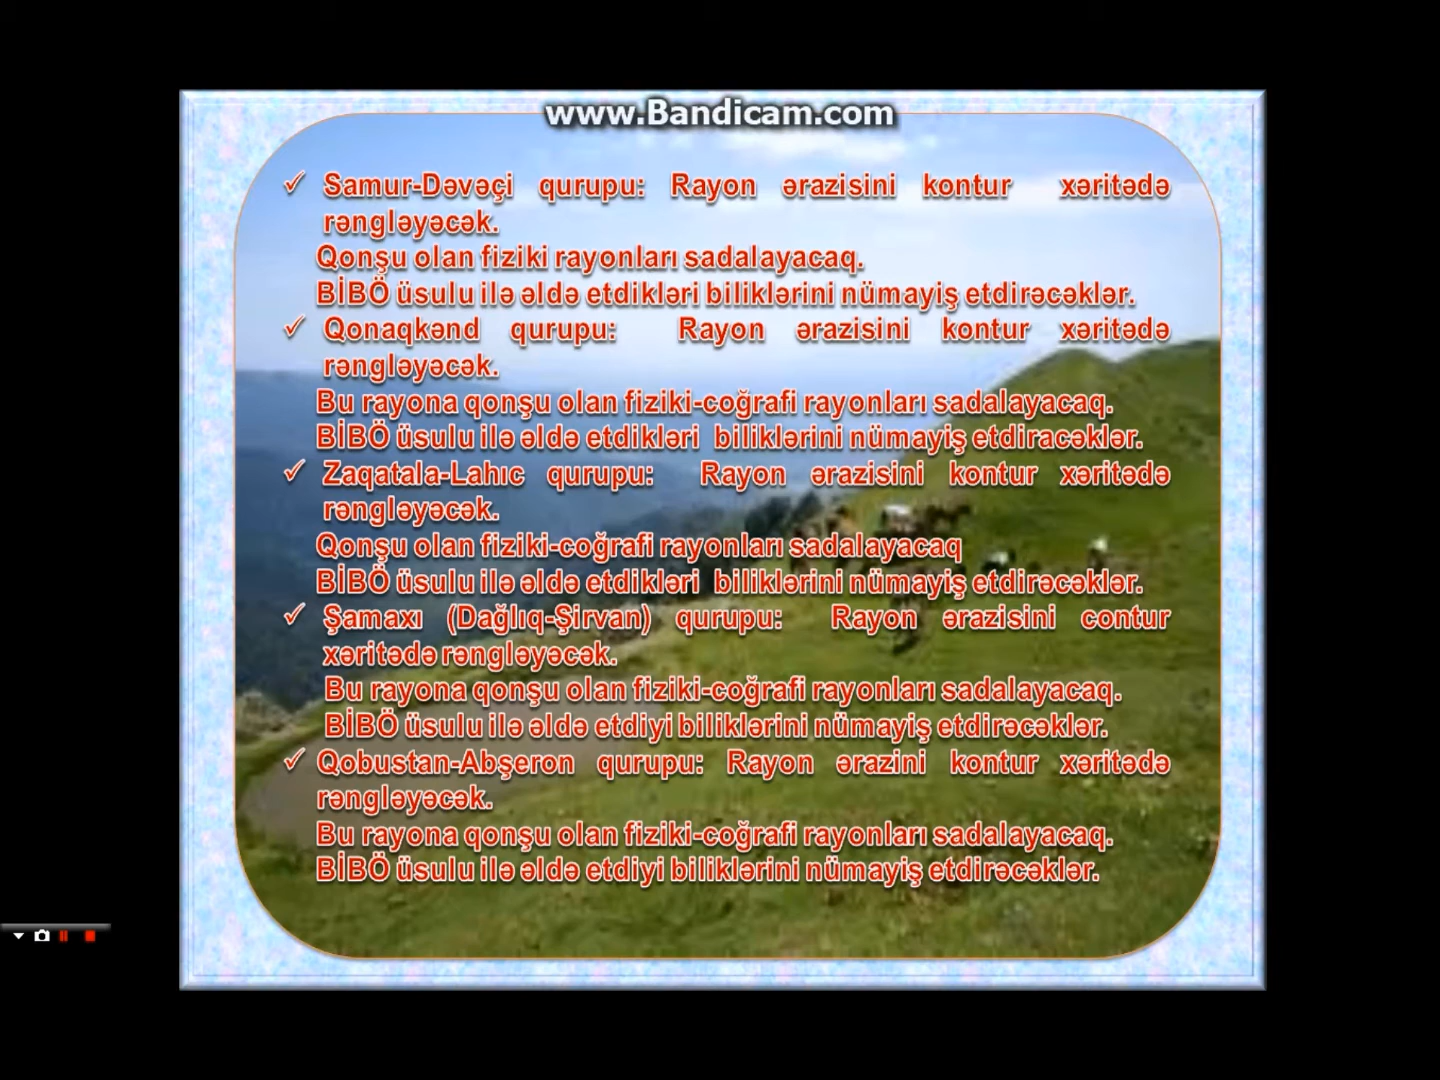 www.Bandicam.com
✓ Samur-Dəvəçi qurupu: Rayon ərazisini kontur xəritədə
rəngləyəcək.
Qonşu olan fiziki rayonları sadalayacaq.
BİBÖ üsulu ilə əldə etdikləri biliklərini nümayiş etdirəcəklər.
✓ Qonaqkənd qurupu: Rayon ərazisini kontur xəritədə
rəngləyəcək.
Bu rayona qonşu olan fiziki-coğrafi rayonları sadalayacaq.
BİBÖ üsulu ilə əldə etdikləri biliklərini nümayiş etdiracəklər.
✓ Zaqatala-Lahıc qurupu: Rayon ərazisini kontur xəritədə
rəngləyəcək.
Qonşu olan fiziki-coğrafi rayonları sadalayacaq
BİBÖ üsulu ilə əldə etdikləri biliklərini nümayiş etdirəcəklər.
✓ Şamaxı (Dağlıq-Şirvan) qurupu: Rayon ərazisini contur
xəritədə rəngləyəcək.
Bu rayona qonşu olan fiziki-coğrafi rayonları sadalayacaq.
BİBÖ üsulu ilə əldə etdiyi biliklərini nümayiş etdirəcəklər.
✓ Qobustan-Abşeron qurupu: Rayon ərazini kontur xəritədə
rəngləyəcək.
Bu rayona qonşu olan fiziki-coğrafi rayonları sadalayacaq.
BİBÖ üsulu ilə əldə etdiyi biliklərini nümayiş etdirəcəklər.